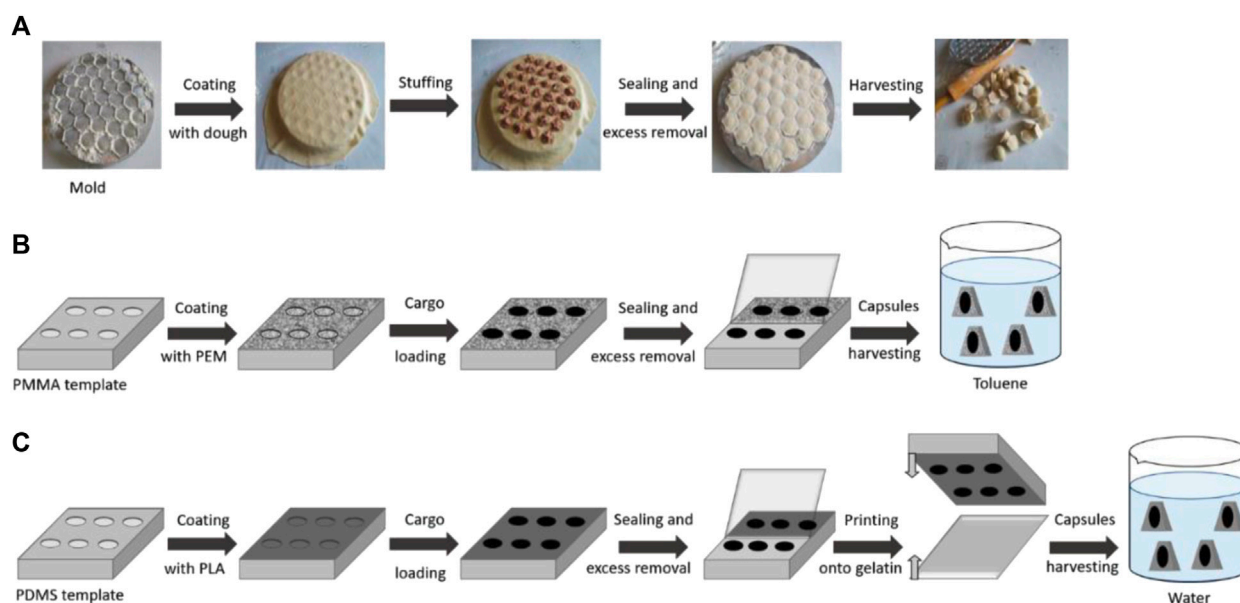 A
Coating
with dough
Stuffing
Sealing and
excess removal
Harvesting
Mold
B
Coating
with PEM
Cargo
loading
Sealing and
excess removal
Capsules
harvesting
PMMA template
Toluene
C
Coating
with PLA
Cargo
loading
Sealing and
excess removal
Printing
onto gelatin
Capsules
harvesting
PDMS template
Water